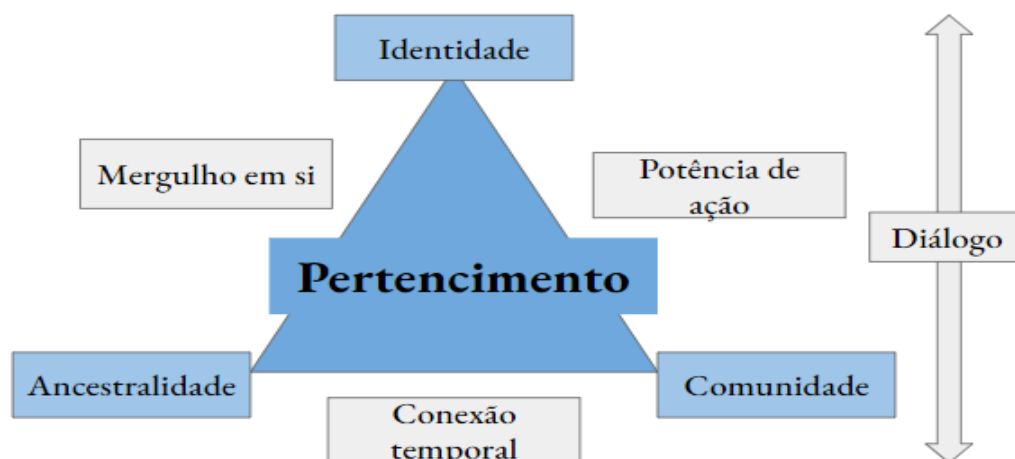 Identidade
Mergulho em si
Potência de
ação
Diálogo
Pertencimento
Ancestralidade
Comunidade
Conexão
temporal